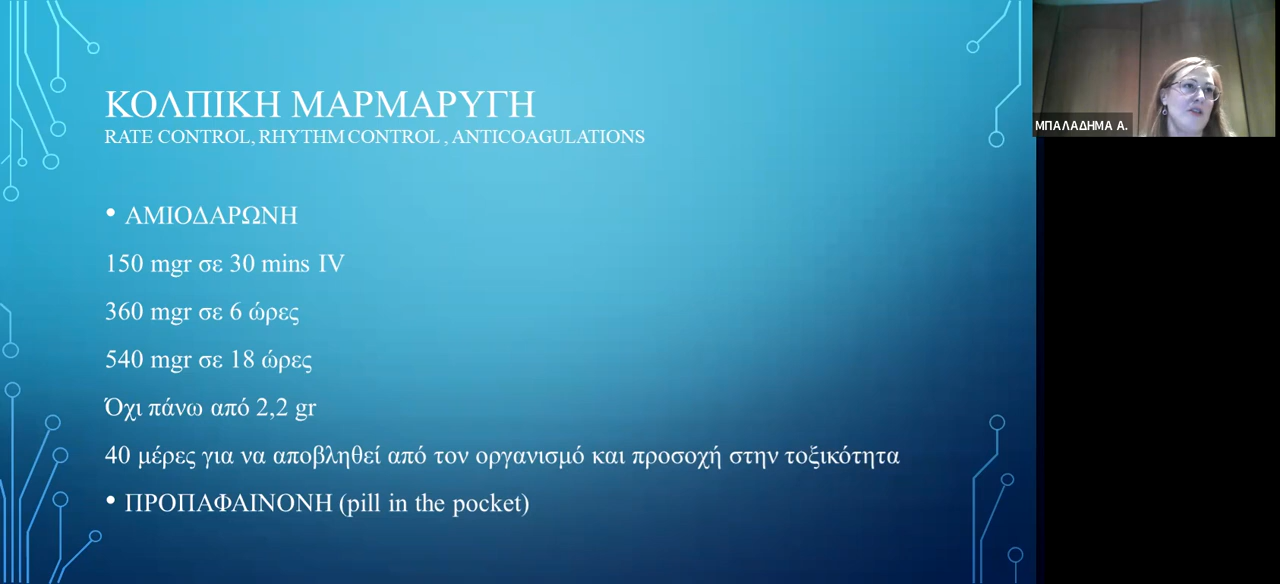 ΚΟΛΠΙΚΗ ΜΑΡΜΑΡΥΓΗ
RATE CONTROL, RHYTHM CONTROL , ANTICOAGULATIONS
• ΑΜΙΟΔΑΡΩΝΗ
150 mgr σε 30 mins IV
360 mgr σε 6 ώρες
540 mgr σε 18 ώρες
Όχι πάνω από 2,2 gr
40 μέρες για να αποβληθεί από τον οργανισμό και προσοχή στην τοξικότητα
• ΠΡΟΠΑΦΑΙΝΟΝΗ (pill in the pocket)
ΜΠΑΛΑΔΗΜΑ Α.